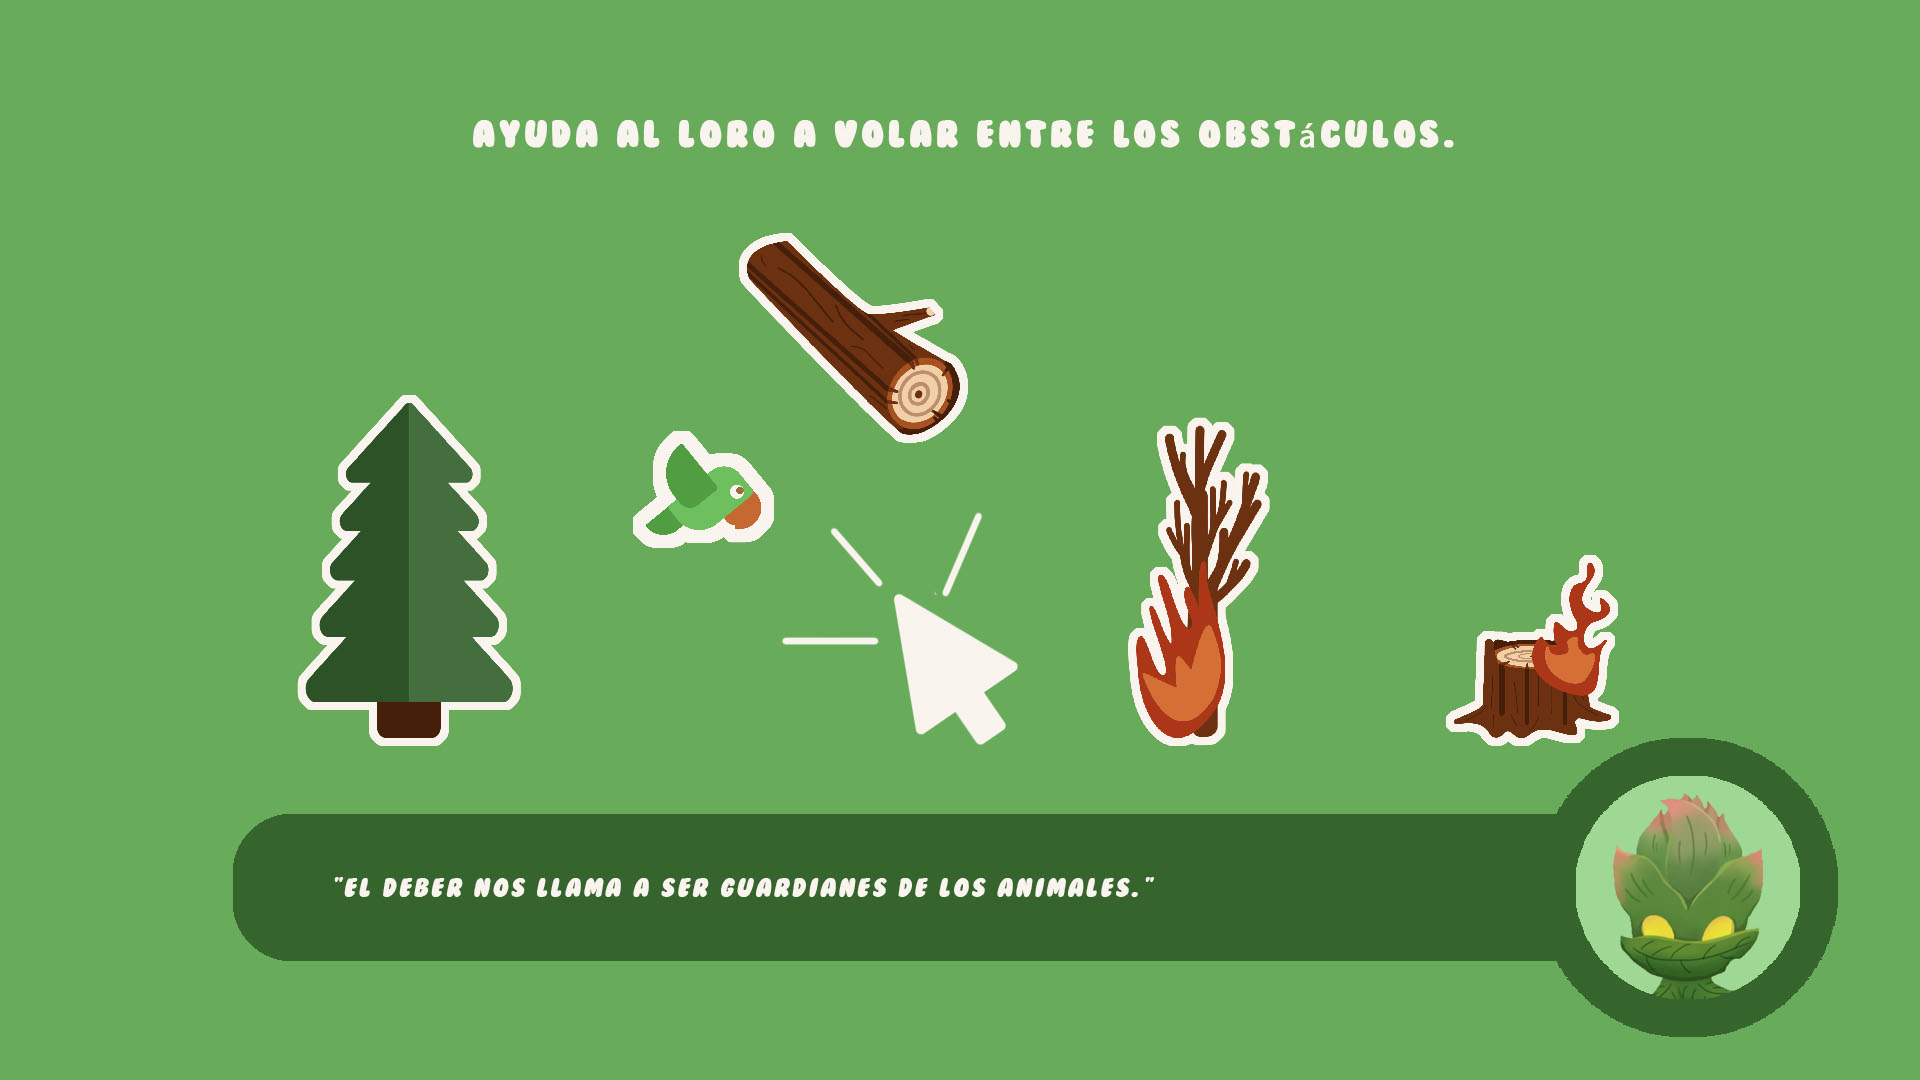 AYUDA AL LORO A VOLAR ENTRE LOS OBSTáCULOS.
"EL DEBER NOS LLAMA A SER GUARDIANES DE LOS ANIMALES."